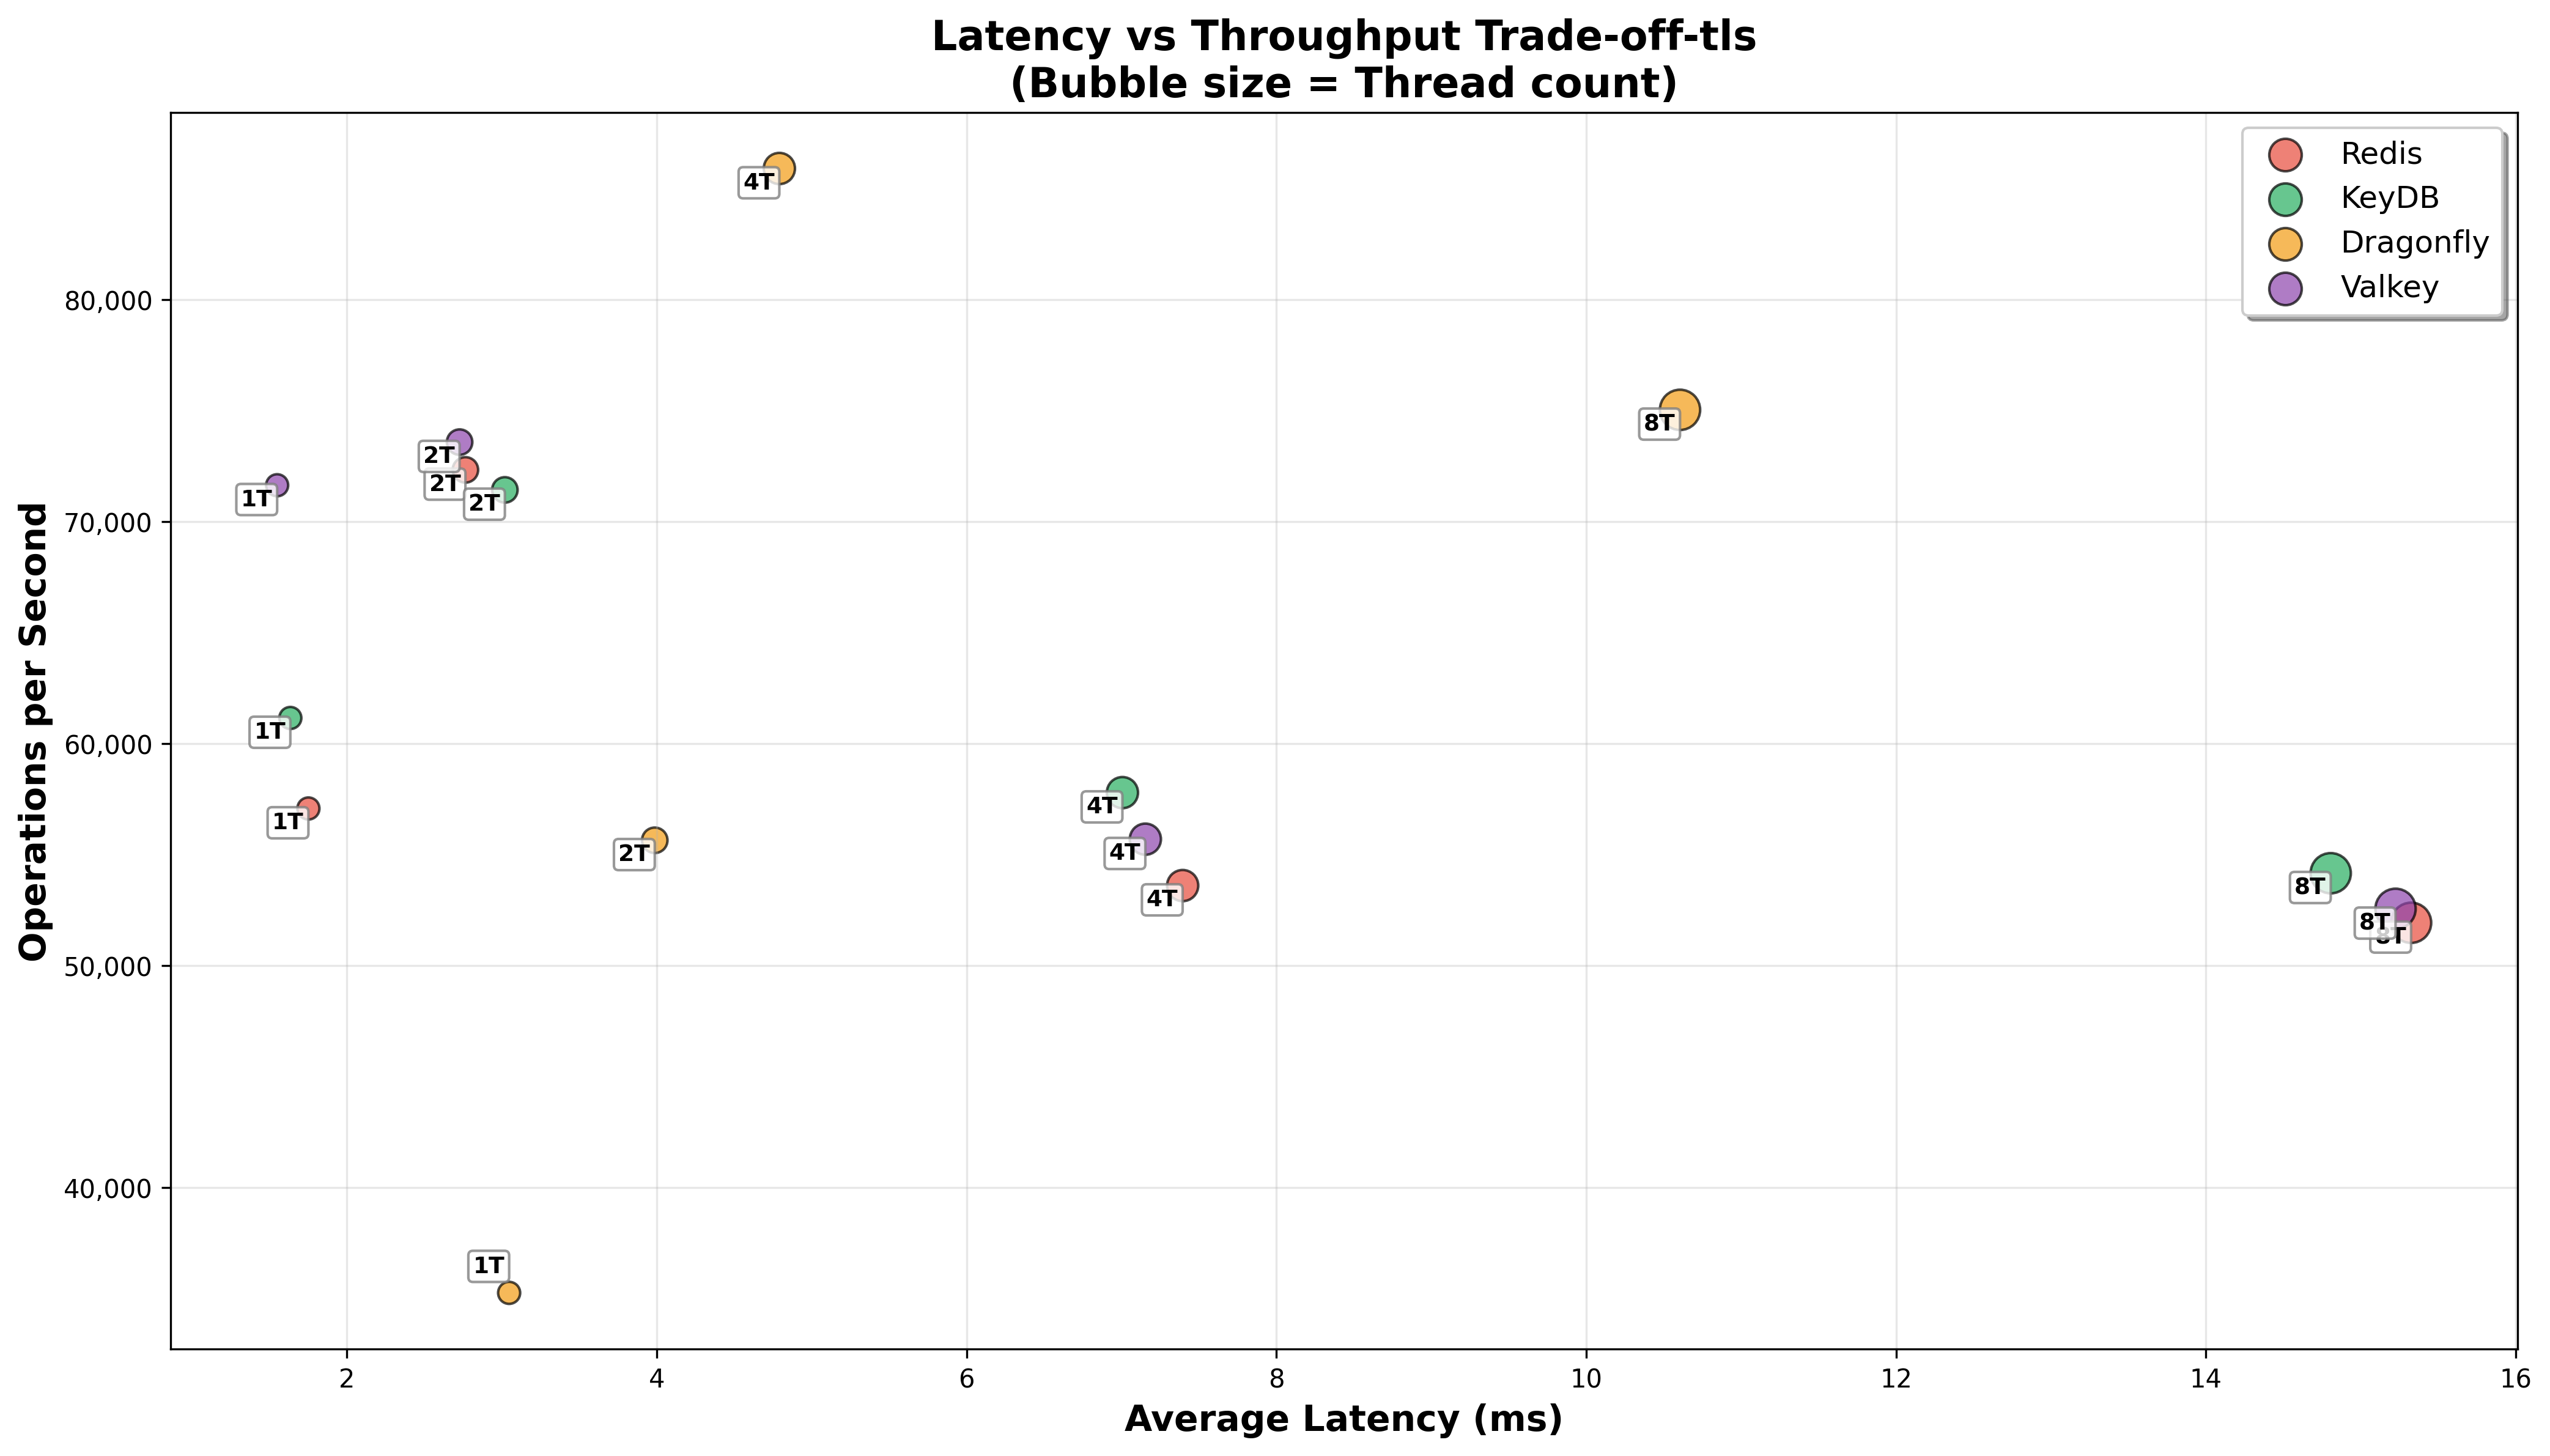 Latency vs Throughput Trade-off-tls
(Bubble size = Thread count)
Redis
KeyDB
Dragonfly
Valkey
Operations per Second
80,000
70,000
60,000
50,000
40,000
4T
8T
2T
2T
2T
1T
1T
1T
2T
4T
4T
4T
8T
8T
8T
1T
2
4
6
8
10
12
14
16
Average Latency (ms)